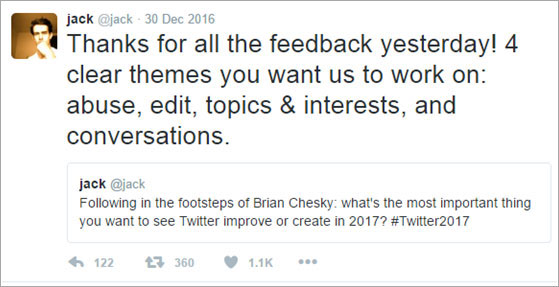 jack @jack · 30 Dec 2016
Thanks for all the feedback yesterday! 4
clear themes you want us to work on:
abuse, edit, topics & interests, and
conversations.
jack @jack
Following in the footsteps of Brian Chesky: what's the most important thing
you want to see Twitter improve or create in 2017? #Twitter2017
122 360 1.1K